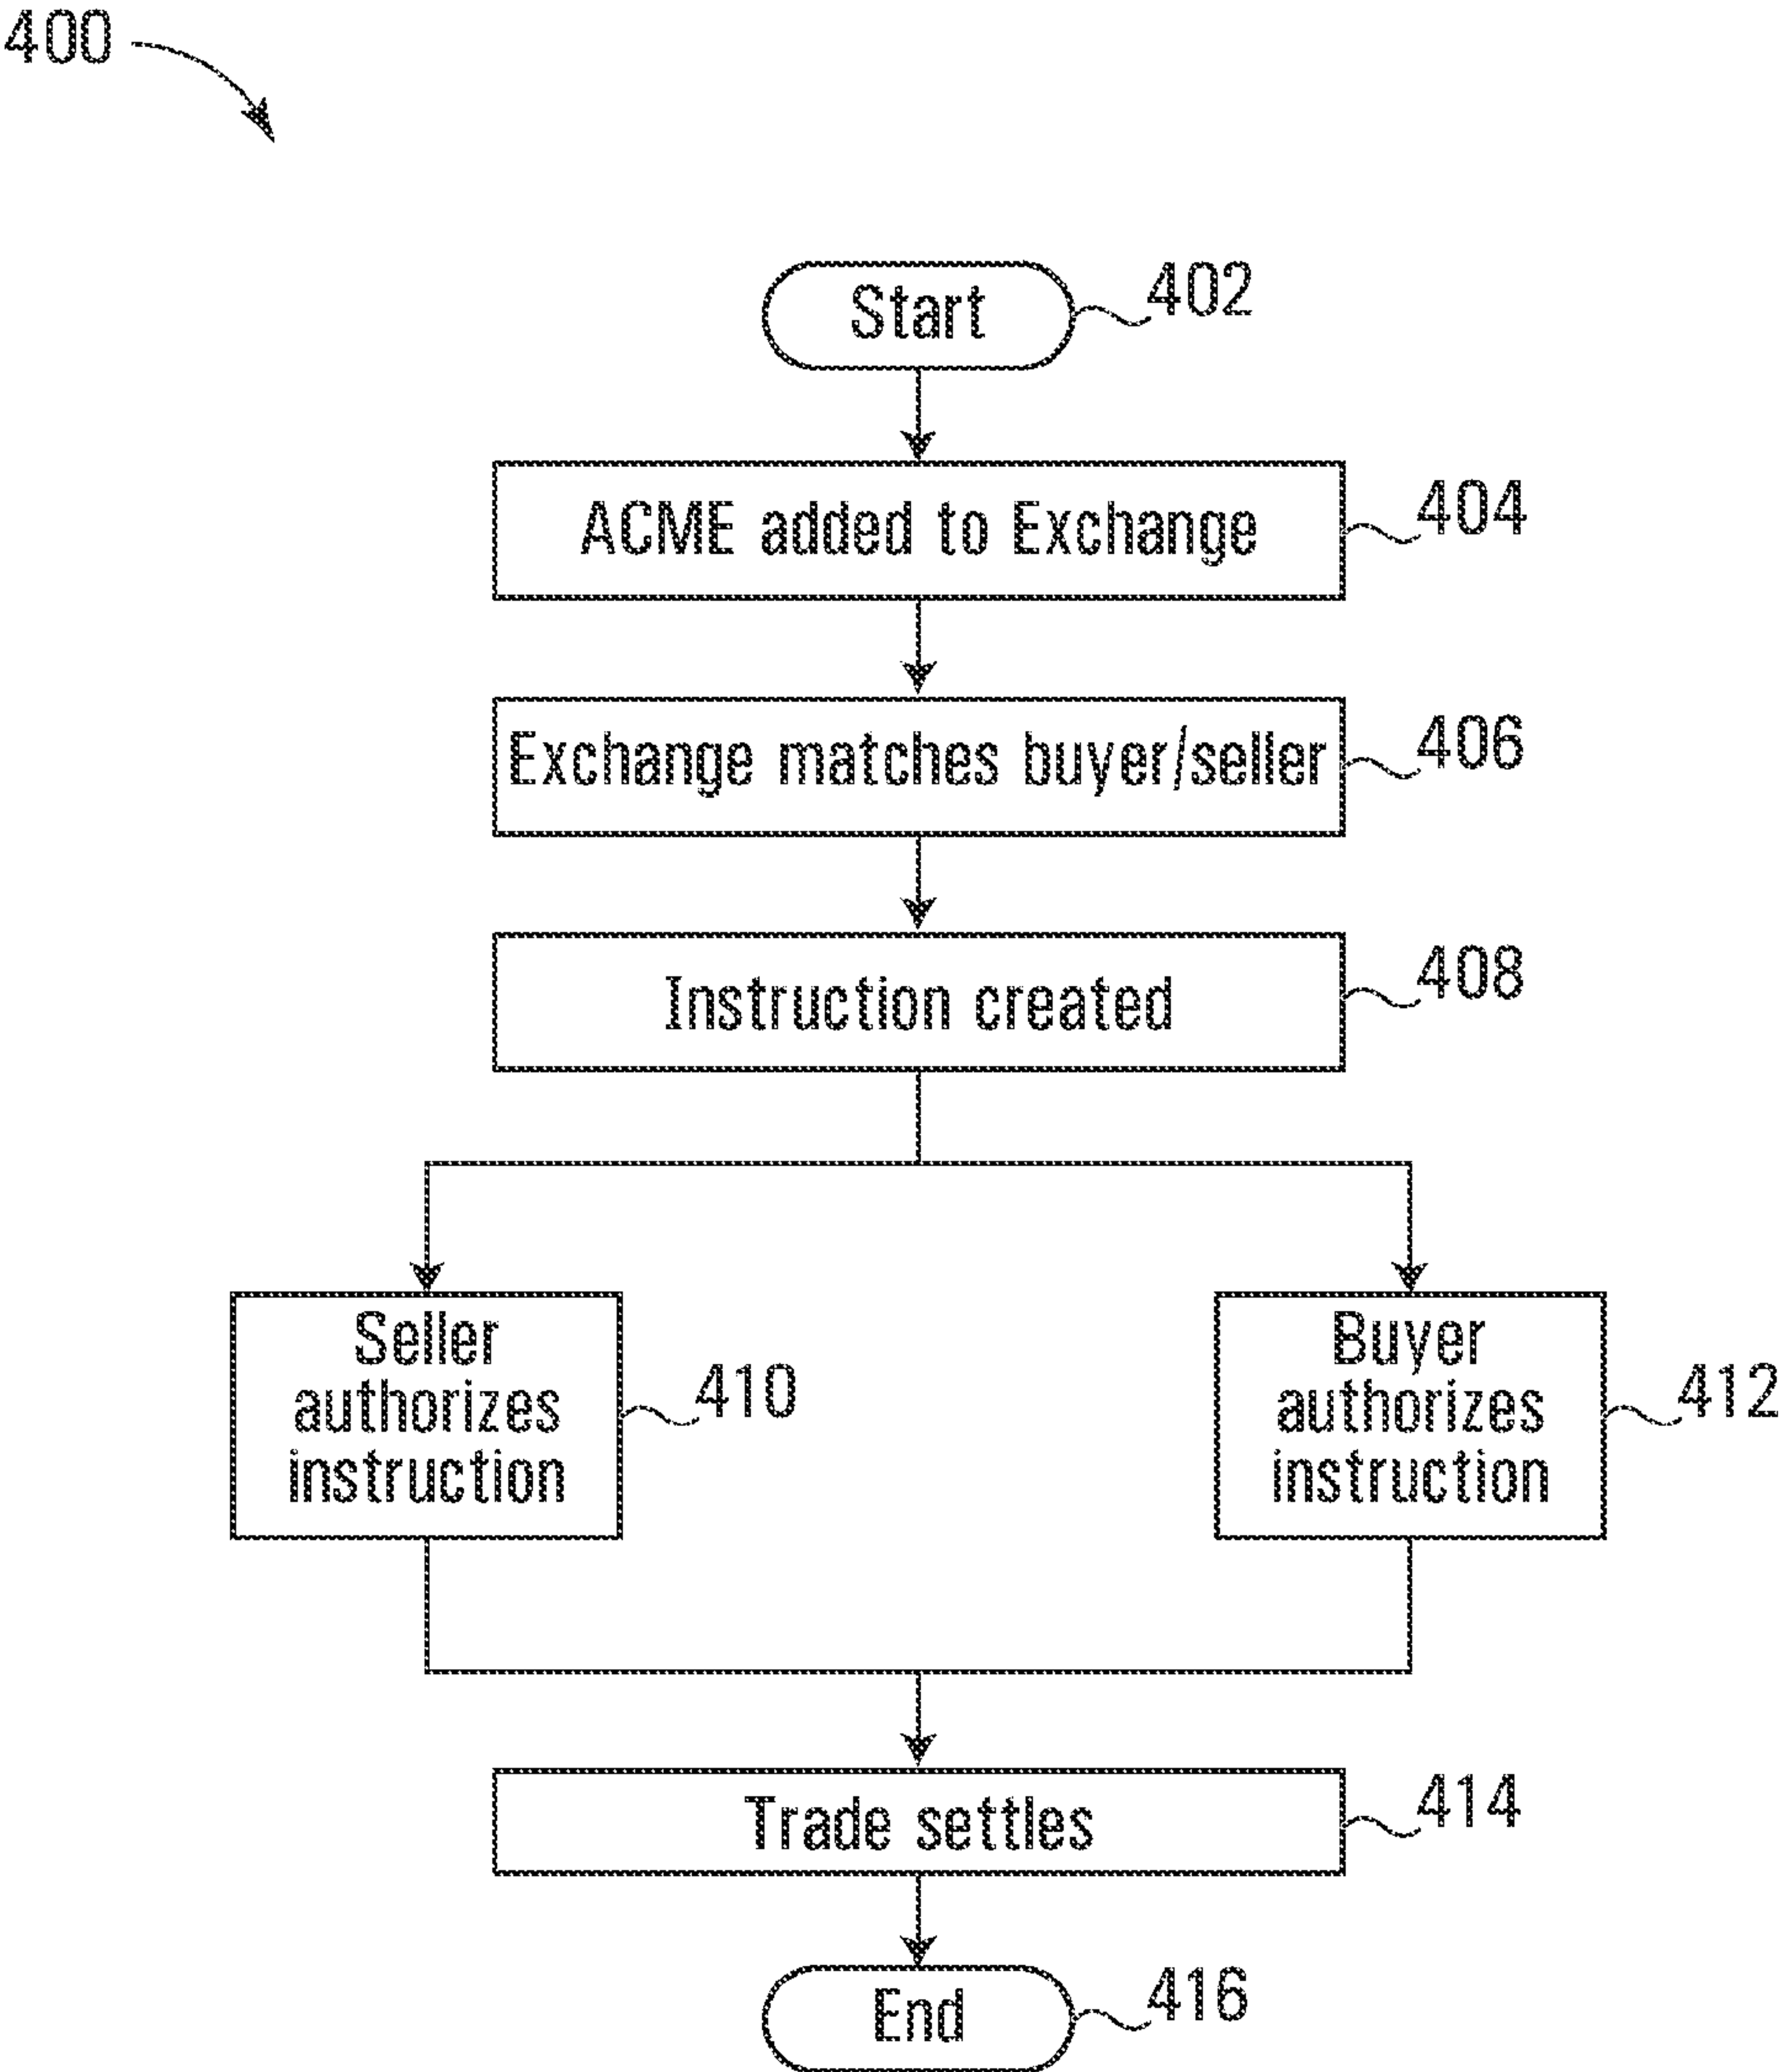 400
Start
402
ACME added to Exchange
404
Exchange matches buyer/seller
406
Instruction created
408
Seller
authorizes
instruction
410
Buyer
authorizes
instruction
412
Trade settles
414
End
416